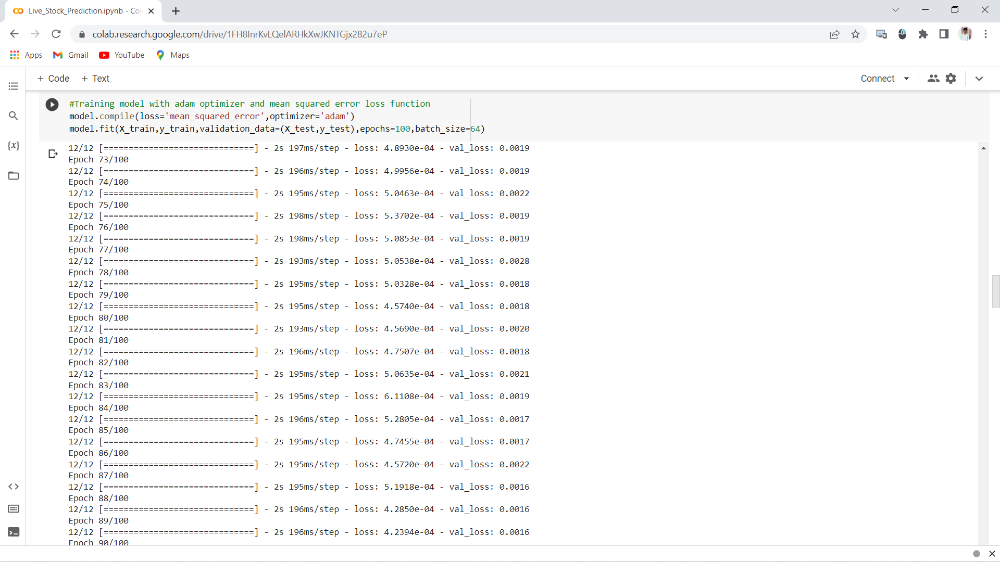 Live_Stock_Prediction.ipynb - Co
colab.research.google.com/drive/1FH8InrKvLQelARHkXwJKNTGjx282u7eP
Apps Gmail YouTube Maps
+ Code + Text Connect
#Training model with adam optimizer and mean squared error loss function
model.compile(loss='mean_squared_error',optimizer='adam')
model.fit(X_train,y_train,validation_data=(X_test,y_test),epochs=100,batch_size=64)
{x}
12/12 [==============================] - 2s 197ms/step - loss: 4.8930e-04 - val_loss: 0.0019
Epoch 73/100
12/12 [==============================] - 2s 196ms/step - loss: 4.9956e-04 - val_loss: 0.0019
Epoch 74/100
12/12 [==============================] - 2s 195ms/step - loss: 5.0463e-04 - val_loss: 0.0022
Epoch 75/100
12/12 [==============================] - 2s 198ms/step - loss: 5.3702e-04 - val_loss: 0.0019
Epoch 76/100
12/12 [==============================] - 2s 198ms/step - loss: 5.0853e-04 - val_loss: 0.0019
Epoch 77/100
12/12 [==============================] - 2s 193ms/step - loss: 5.0538e-04 - val_loss: 0.0028
Epoch 78/100
12/12 [==============================] - 2s 195ms/step - loss: 5.0328e-04 - val_loss: 0.0018
Epoch 79/100
12/12 [==============================] - 2s 195ms/step - loss: 4.5740e-04 - val_loss: 0.0018
Epoch 80/100
12/12 [==============================] - 2s 193ms/step - loss: 4.5690e-04 - val_loss: 0.0020
Epoch 81/100
12/12 [==============================] - 2s 196ms/step - loss: 4.7507e-04 - val_loss: 0.0018
Epoch 82/100
12/12 [==============================] - 2s 195ms/step - loss: 5.0635e-04 - val_loss: 0.0021
Epoch 83/100
12/12 [==============================] - 2s 195ms/step - loss: 6.1108e-04 - val_loss: 0.0019
Epoch 84/100
12/12 [==============================] - 2s 196ms/step - loss: 5.2805e-04 - val_loss: 0.0017
Epoch 85/100
12/12 [==============================] - 2s 195ms/step - loss: 4.7455e-04 - val_loss: 0.0017
Epoch 86/100
12/12 [==============================] - 2s 195ms/step - loss: 4.5720e-04 - val_loss: 0.0022
Epoch 87/100
12/12 [==============================] - 2s 195ms/step - loss: 5.1918e-04 - val_loss: 0.0016
Epoch 88/100
12/12 [==============================] - 2s 196ms/step - loss: 4.2850e-04 - val_loss: 0.0016
Epoch 89/100
12/12 [==============================] - 2s 196ms/step - loss: 4.2394e-04 - val_loss: 0.0016
Epoch 90/100